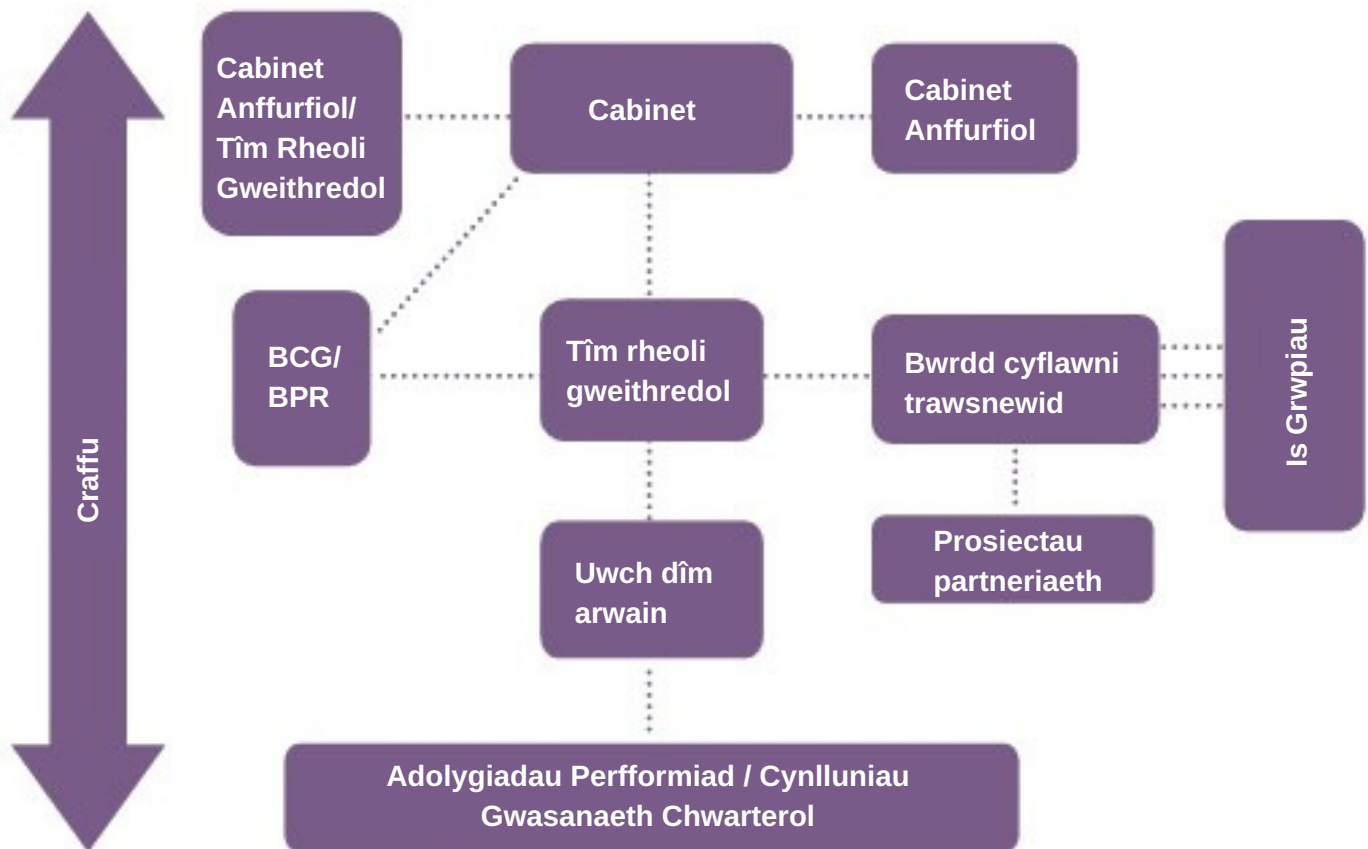 Cabinet
Anffurfiol/
Tîm Rheoli
Gweithredol
Cabinet
Cabinet
Anffurfiol
BCG/
BPR
Tîm rheoli
gweithredol
Bwrdd cyflawni
trawsnewid
Is Grwpiau
Craffu
Uwch dîm
arwain
Prosiectau
partneriaeth
Adolygiadau Perfformiad / Cynlluniau
Gwasanaeth Chwarterol